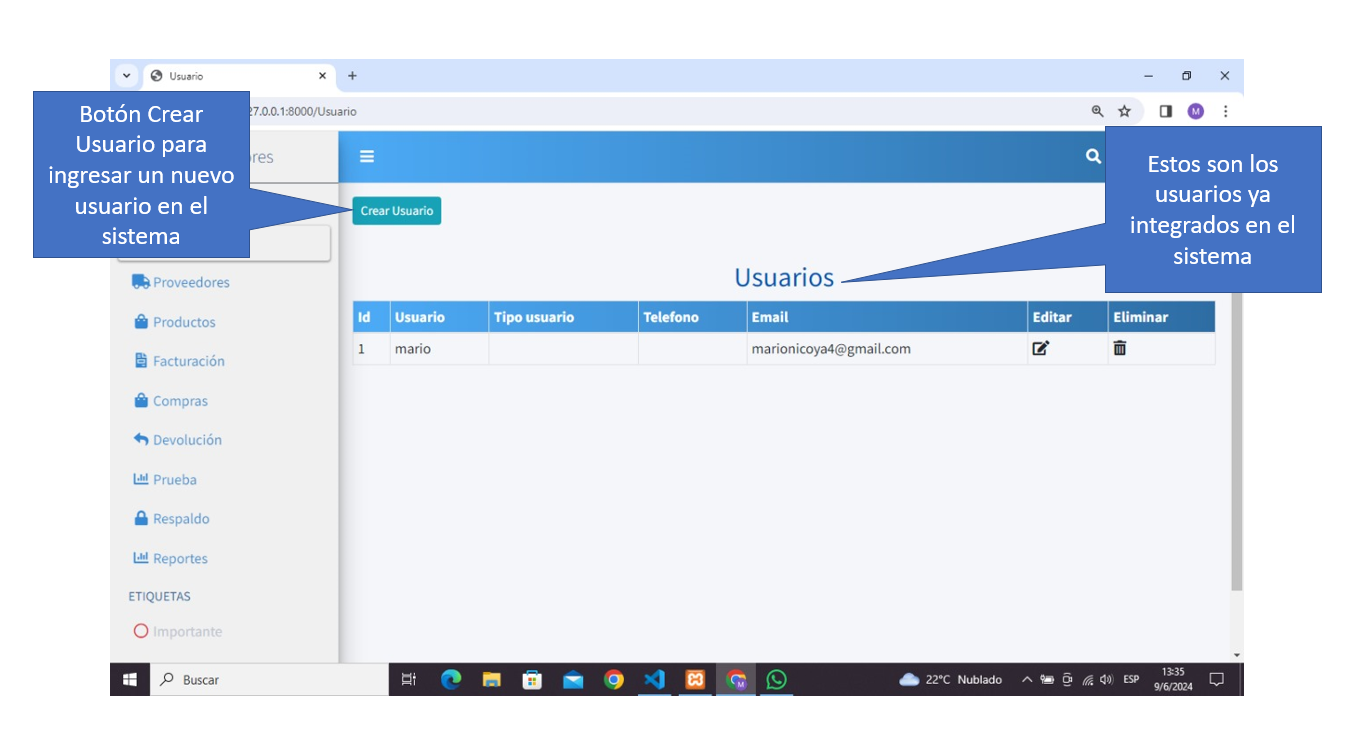 Usuario
27.0.0.1:8000/Usuario
M
Botón Crear
Usuario para
ingresar un nuevo
usuario en el
sistema
Estos son los
usuarios ya
integrados en el
sistema
Crear Usuario
Usuarios
Id Usuario Tipo usuario Telefono Email Editar Eliminar
1 mario marionicoya4@gmail.com
Proveedores
Productos
Facturación
Compras
Devolución
Prueba
Respaldo
Reportes
ETIQUETAS
Importante
Buscar
22°C Nublado
ESP
13:35
9/6/2024